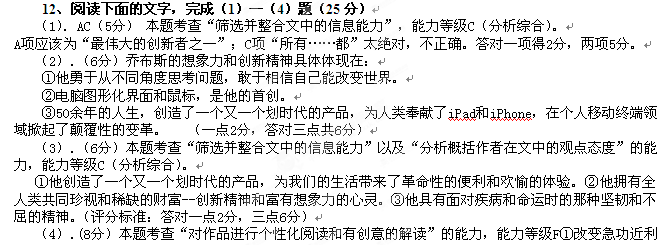 12、阅读下面的文字，完成（1）—（4）题（25 分）
（1）．AC（5分） 本题考查“筛选并整合文中的信息能力”，能力等级C（分析综合）。
A项应该为“最伟大的创新者之一”；C项“所有……都”太绝对，不正确。答对一项得2分，两项5分。
（2）．（6分）乔布斯的想象力和创新精神具体体现在：
①他勇于从不同角度思考问题，敢于相信自己能改变世界。
②电脑图形化界面和鼠标，是他的首创。
③50余年的人生，创造了一个又一个划时代的产品，为人类奉献了iPad和iPhone，在个人移动终端领
域掀起了颠覆性的变革。 （一点2分，答对三点共6分）
（3）．（6分）本题考查“筛选并整合文中的信息能力”以及“分析概括作者在文中的观点态度”的能
力，能力等级C（分析综合）。
①他创造了一个又一个划时代的产品，为我们的生活带来了革命性的便利和欢愉的体验。②他拥有全
人类共同珍视和稀缺的财富--创新精神和富有想象力的心灵。③他具有面对疾病和命运时的那种坚韧和不
屈的精神。（评分标准：答对一点2分，三点6分）
（4）．（8分）本题考查“对作品进行个性化阅读和有创意的解读”的能力，能力等级F①改变急功近利